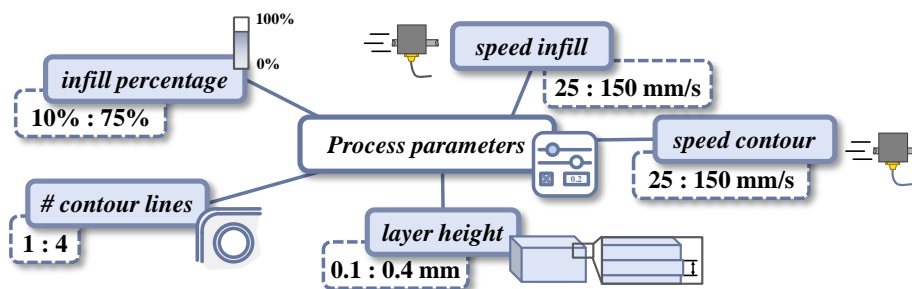 100%
0%
infill percentage
10% : 75%
speed infill
25 : 150 mm/s
Process parameters
0.2
speed contour
25 : 150 mm/s
# contour lines
1 : 4
layer height
0.1 : 0.4 mm